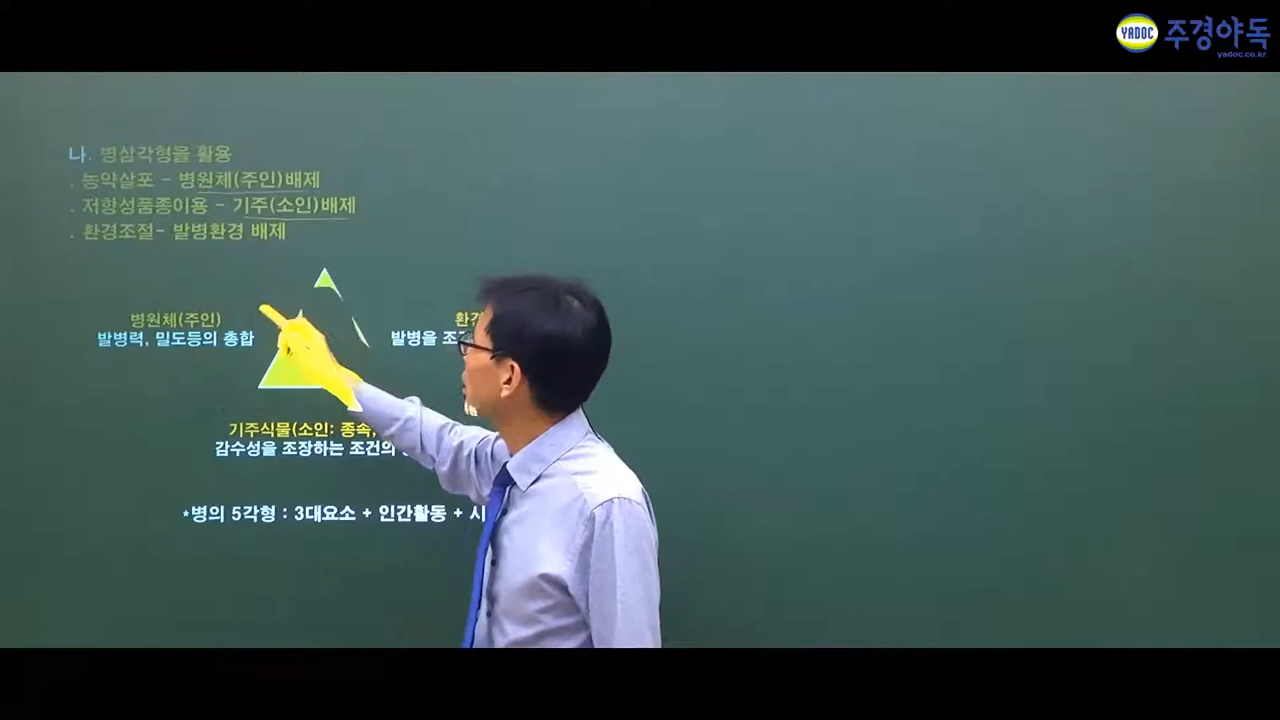 YADOC 주경야독
yadoc.co.kr
나. 병삼각형을 활용
. 농약살포 - 병원체(주인)배제
. 저항성품종이용 - 기주(소인)배제
. 환경조절- 발병환경 배제
병원체(주인)
발병력, 밀도등의 총합
환경
발병을
기주식물(소인: 종속,
감수성을 조장하는 조건의
*병의 5각형 : 3대요소 + 인간활동 + 시